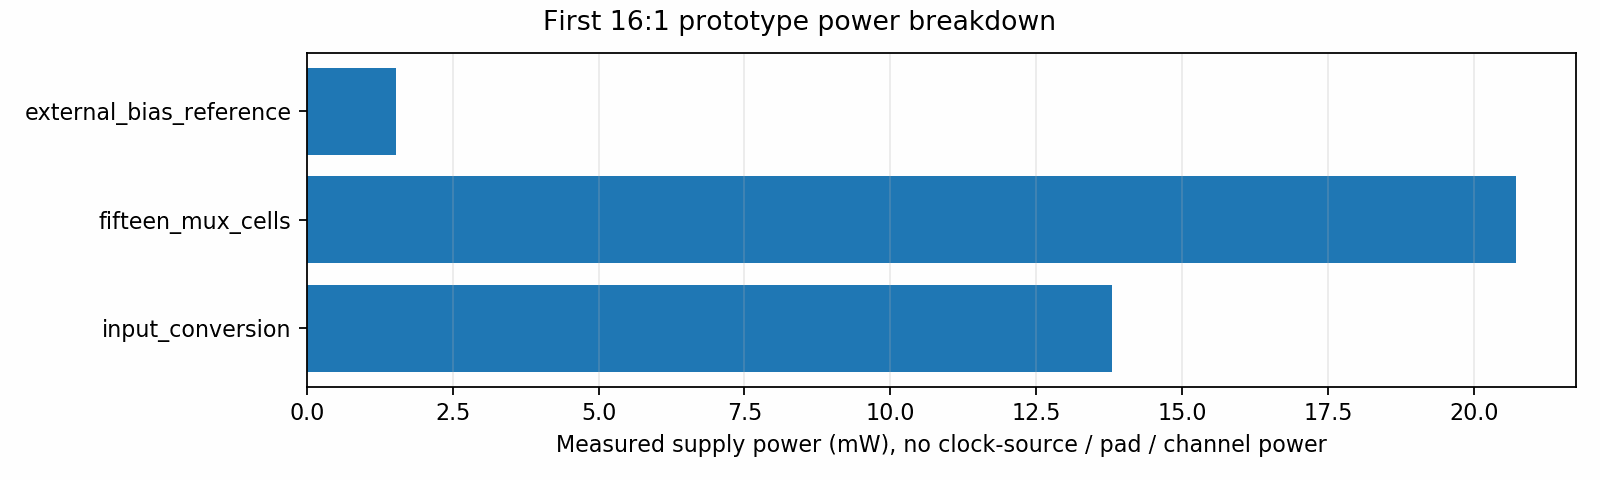 First 16:1 prototype power breakdown
external_bias_reference
fifteen_mux_cells
input_conversion
0.0 2.5 5.0 7.5 10.0 12.5 15.0 17.5 20.0
Measured supply power (mW), no clock-source / pad / channel power